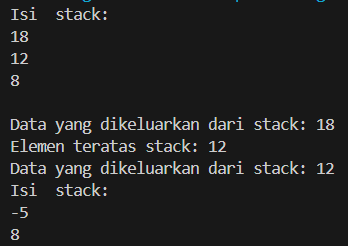 Isi  stack:
18
12
8

Data yang dikeluarkan dari stack: 18
Elemen teratas stack: 12
Data yang dikeluarkan dari stack: 12
Isi  stack:
-5
8